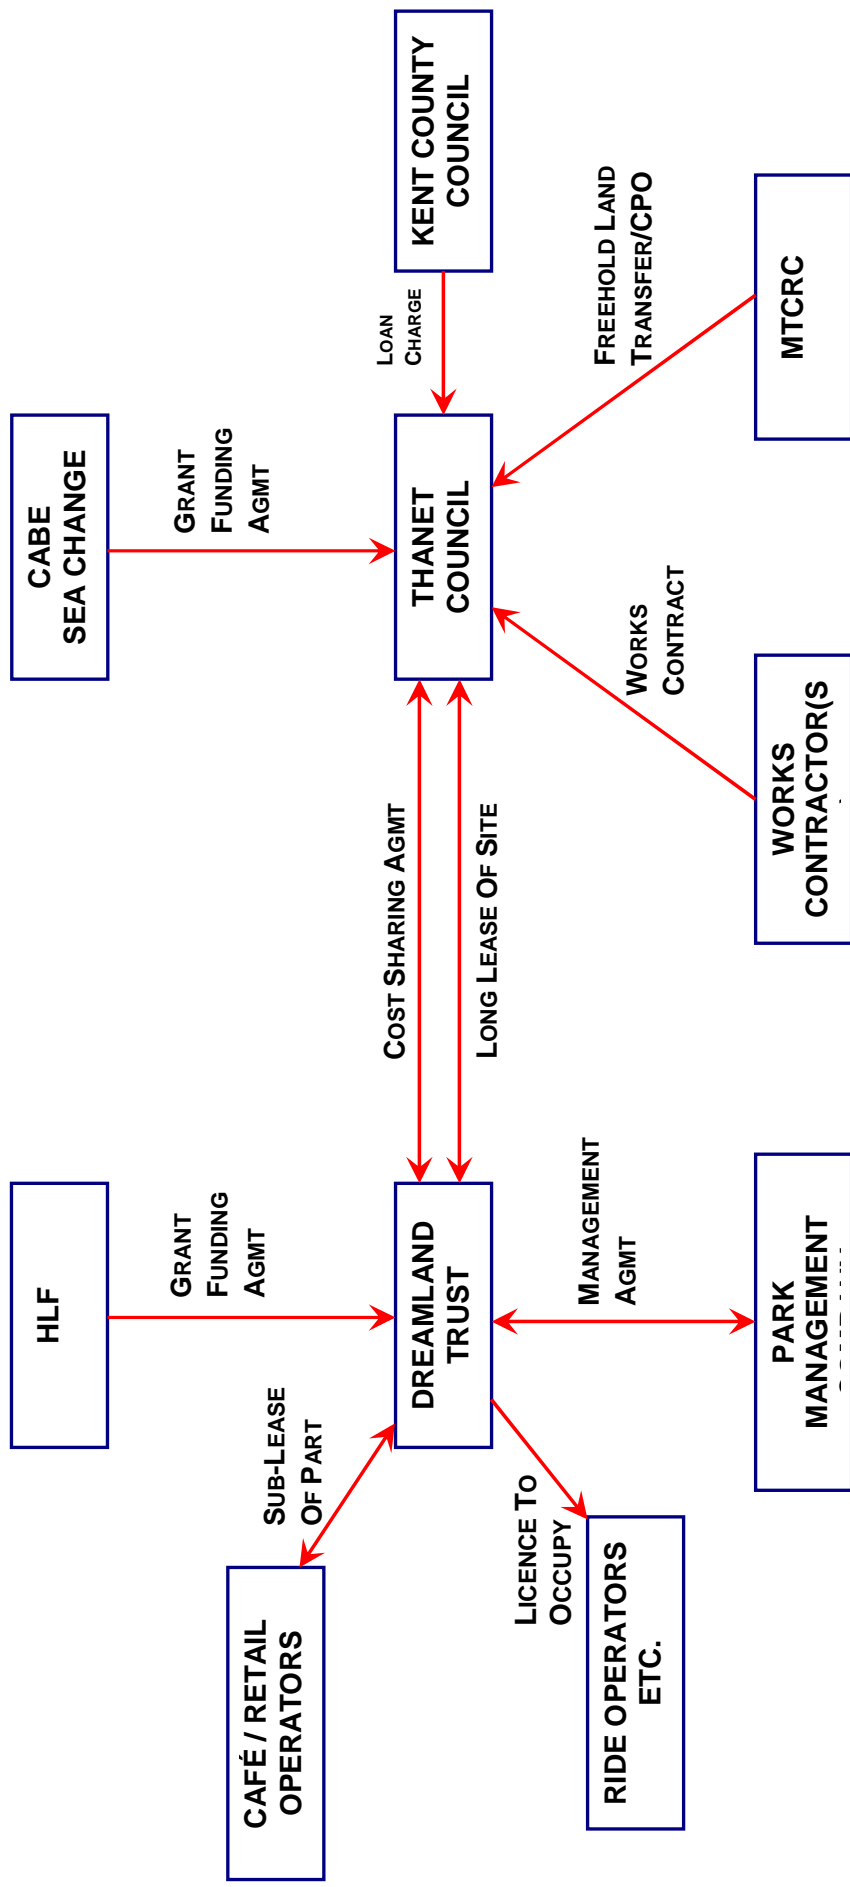 HLF
CABE
SEA CHANGE
GRANT
FUNDING
AGMT
GRANT
FUNDING
AGMT
CAFÉ / RETAIL
OPERATORS
SUB-LEASE
OF PART
DREAMLAND
TRUST
COST SHARING AGMT
LONG LEASE OF SITE
THANET
COUNCIL
LOAN
CHARGE
KENT COUNTY
COUNCIL
LICENCE TO
OCCUPY
RIDE OPERATORS
ETC.
MANAGEMENT
AGMT
WORKS
CONTRACT
FREEHOLD LAND
TRANSFER/CPO
PARK
MANAGEMENT
WORKS
CONTRACTOR(S
MTCRC